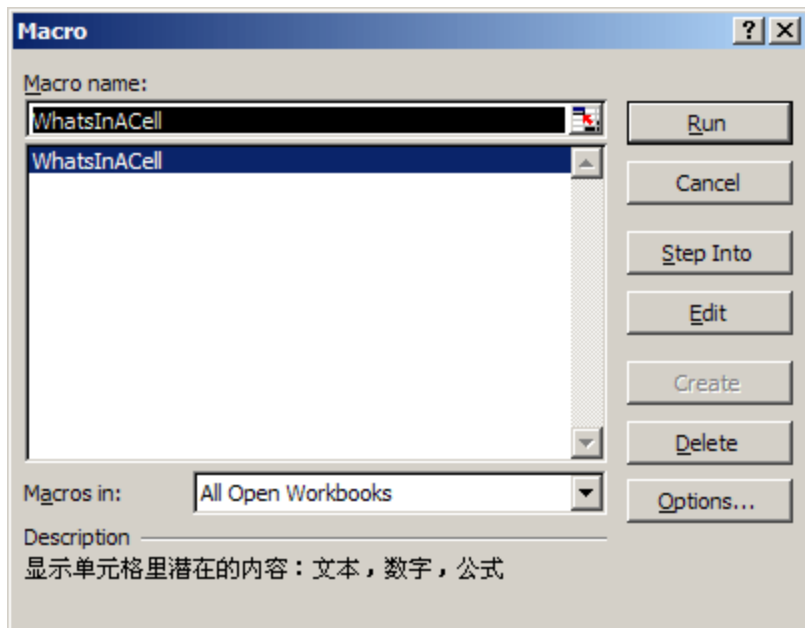 Macro
Macro name:
WhatsInACell
Run
WhatsInACell
Cancel
Step Into
Edit
Create
Delete
Macros in:
All Open Workbooks
Options...
Description
显示单元格里潜在的内容：文本，数字，公式